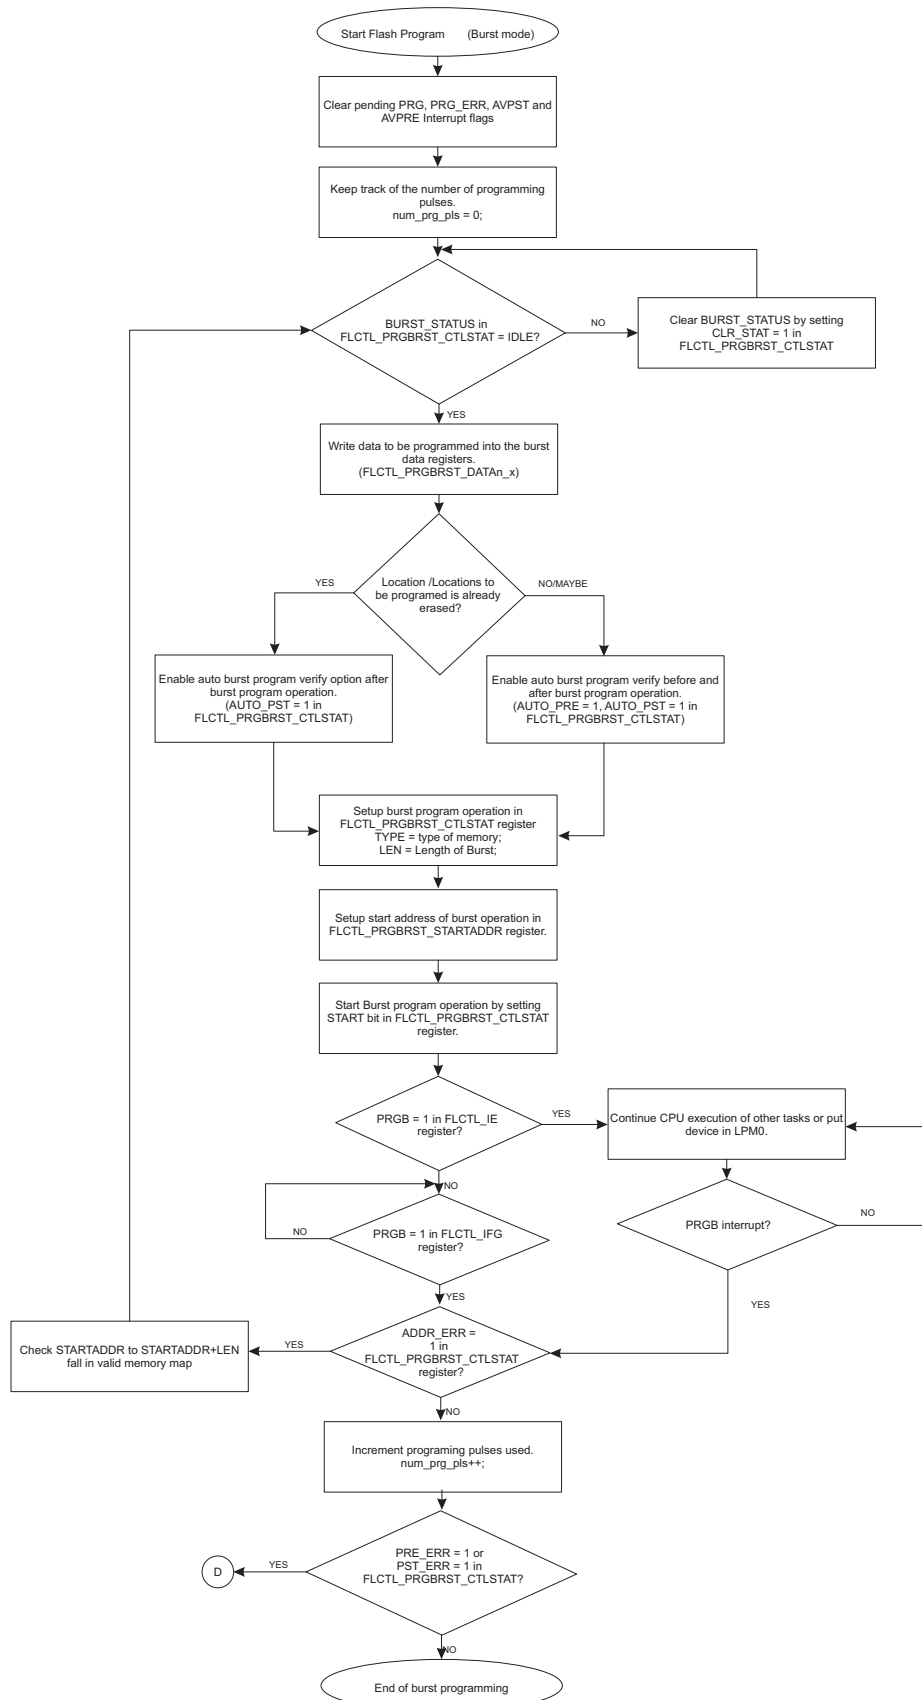 Start Flash Program (Burst mode)
Clear pending PRG, PRG_ERR, AVPST and
AVPRE Interrupt flags
Keep track of the number of programming
pulses.
num_prg_pls = 0;
BURST_STATUS in
FLCTL_PRGBRST_CTLSTAT = IDLE?
NO
Clear BURST_STATUS by setting
CLR_STAT = 1 in
FLCTL_PRGBRST_CTLSTAT
YES
Write data to be programmed into the burst
data registers.
(FLCTL_PRGBRST_DATAn_x)
Location /Locations to
be programed is already
erased?
YES
NO/MAYBE
Enable auto burst program verify option after
burst program operation.
(AUTO_PST = 1 in
FLCTL_PRGBRST_CTLSTAT)
Enable auto burst program verify before and
after burst program operation.
(AUTO_PRE = 1, AUTO_PST = 1 in
FLCTL_PRGBRST_CTLSTAT)
Setup burst program operation in
FLCTL_PRGBRST_CTLSTAT register
TYPE = type of memory;
LEN = Length of Burst;
Setup start address of burst operation in
FLCTL_PRGBRST_STARTADDR register.
Start Burst program operation by setting
START bit in FLCTL_PRGBRST_CTLSTAT
register.
PRGB = 1 in FLCTL_IE
register?
YES
Continue CPU execution of other tasks or put
device in LPM0.
NO
PRGB = 1 in FLCTL_IFG
register?
NO
PRGB interrupt?
NO
YES
YES
ADDR_ERR =
1 in
FLCTL_PRGBRST_CTLSTAT
register?
YES
Check STARTADDR to STARTADDR+LEN
fall in valid memory map
NO
Increment programing pulses used.
num_prg_pls++;
PRE_ERR = 1 or
PST_ERR = 1 in
FLCTL_PRGBRST_CTLSTAT?
YES
D
NO
End of burst programming